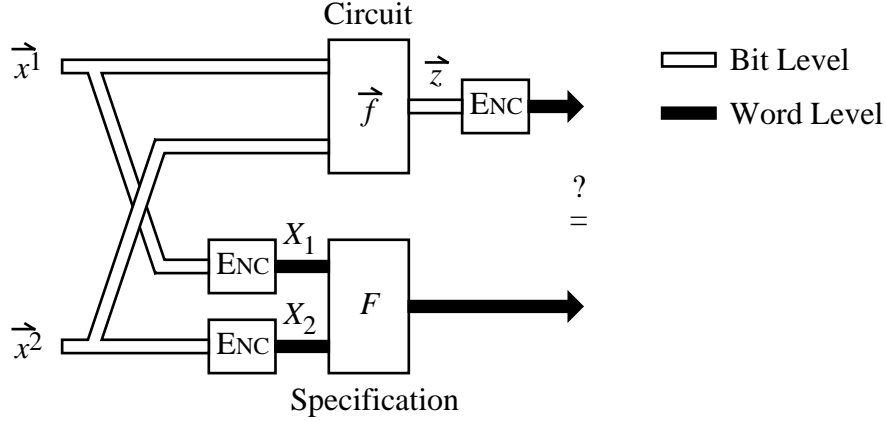 Circuit
x⃗1
f⃗
z⃗
ENC
Bit Level
Word Level
?
=
ENC
X1
F
x⃗2
ENC
X2
Specification